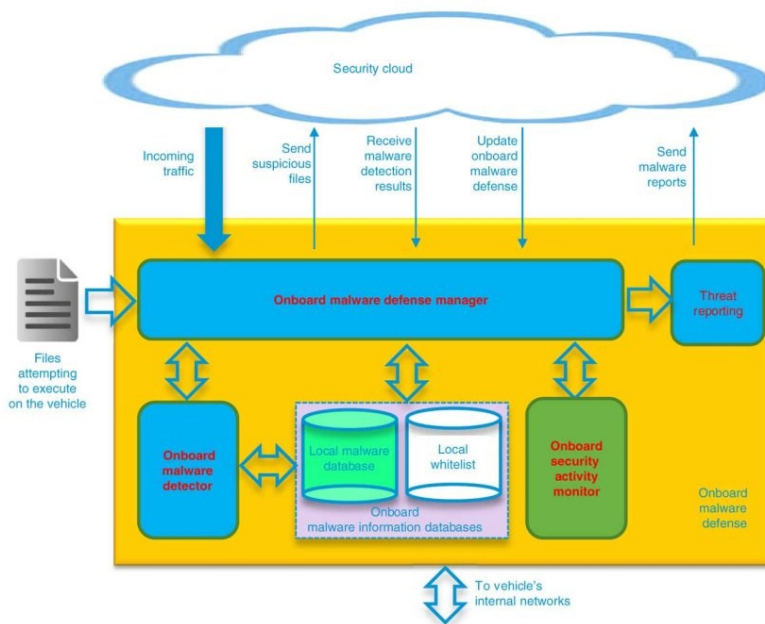 Security cloud
Incoming
traffic
Send
suspicious
files
Receive
malware
detection
results
Update
onboard
malware
defense
Send
malware
reports
Onboard malware defense manager
Threat
reporting
Files
attempting
to execute
on the vehicle
Onboard
malware
detector
Local malware
database
Local
whitelist
Onboard
malware information databases
Onboard
security
activity
monitor
Onboard
malware
defense
To vehicle's
internal networks